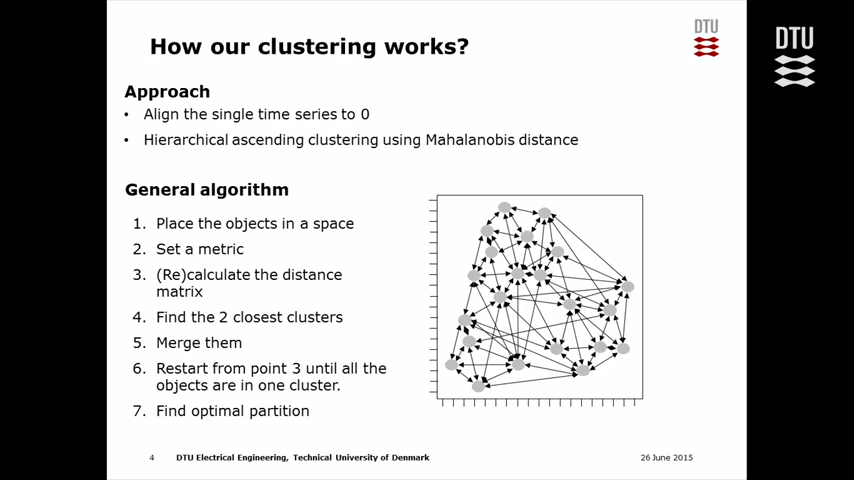 DTU
DTU
How our clustering works?
Approach
• Align the single time series to 0
• Hierarchical ascending clustering using Mahalanobis distance
General algorithm
1. Place the objects in a space
2. Set a metric
3. (Re)calculate the distance
matrix
4. Find the 2 closest clusters
5. Merge them
6. Restart from point 3 until all the
objects are in one cluster.
7. Find optimal partition
4 DTU Electrical Engineering, Technical University of Denmark 26 June 2015